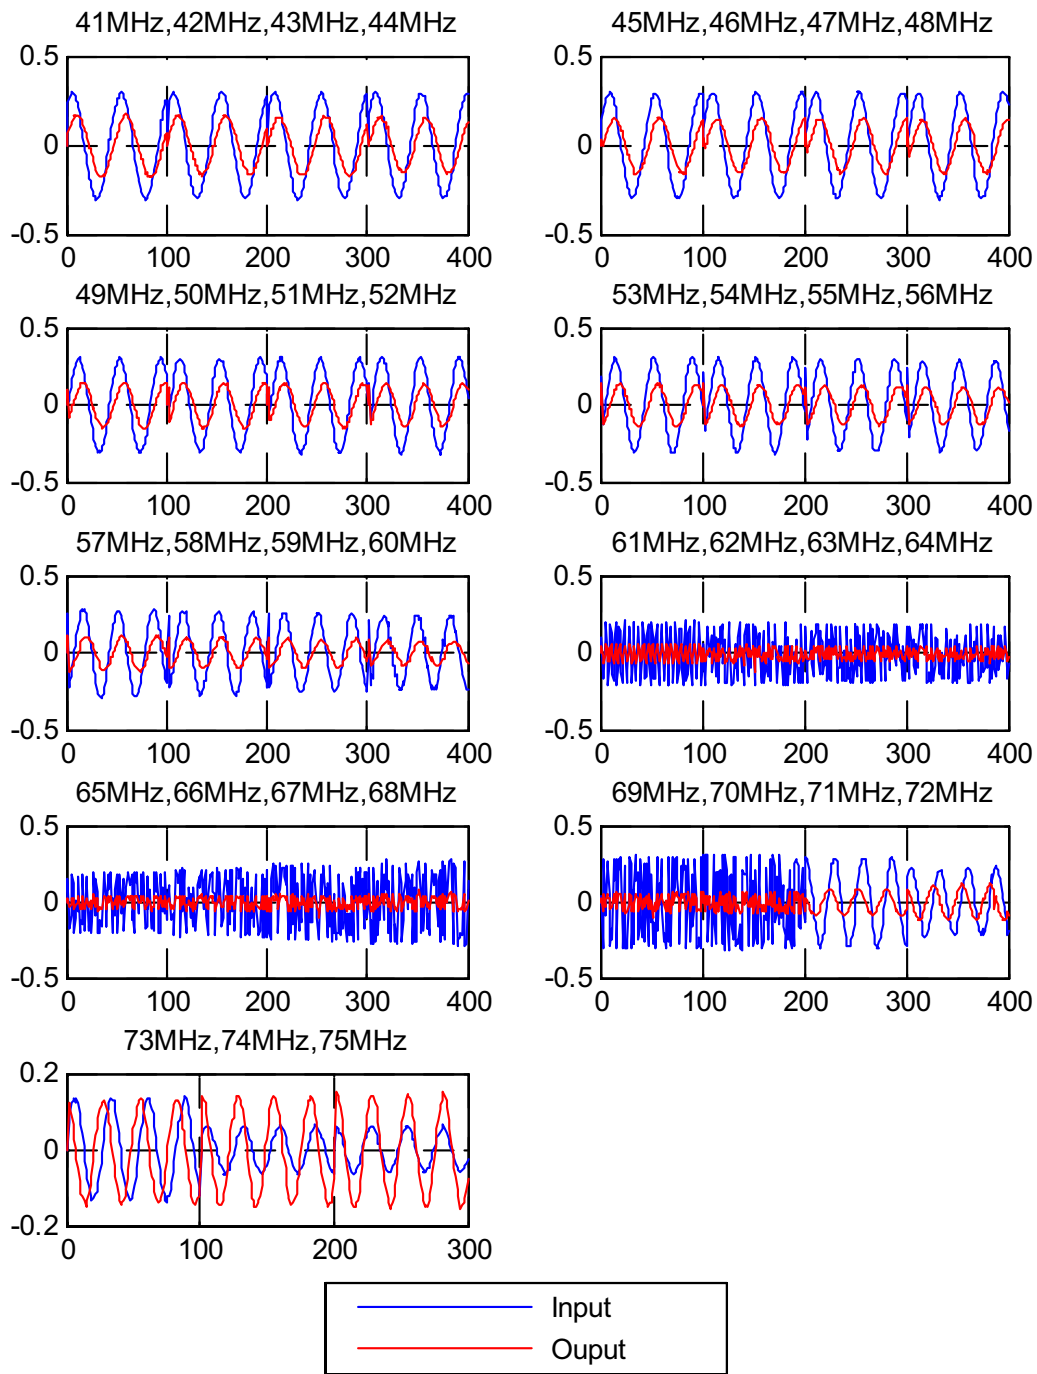 41MHz,42MHz,43MHz,44MHz
0.5
0
-0.5
0 100 200 300 400
45MHz,46MHz,47MHz,48MHz
0.5
0
-0.5
0 100 200 300 400
49MHz,50MHz,51MHz,52MHz
0.5
0
-0.5
0 100 200 300 400
53MHz,54MHz,55MHz,56MHz
0.5
0
-0.5
0 100 200 300 400
57MHz,58MHz,59MHz,60MHz
0.5
0
-0.5
0 100 200 300 400
61MHz,62MHz,63MHz,64MHz
0.5
0
-0.5
0 100 200 300 400
65MHz,66MHz,67MHz,68MHz
0.5
0
-0.5
0 100 200 300 400
69MHz,70MHz,71MHz,72MHz
0.5
0
-0.5
0 100 200 300 400
73MHz,74MHz,75MHz
0.2
0
-0.2
0 100 200 300
Input
Ouput